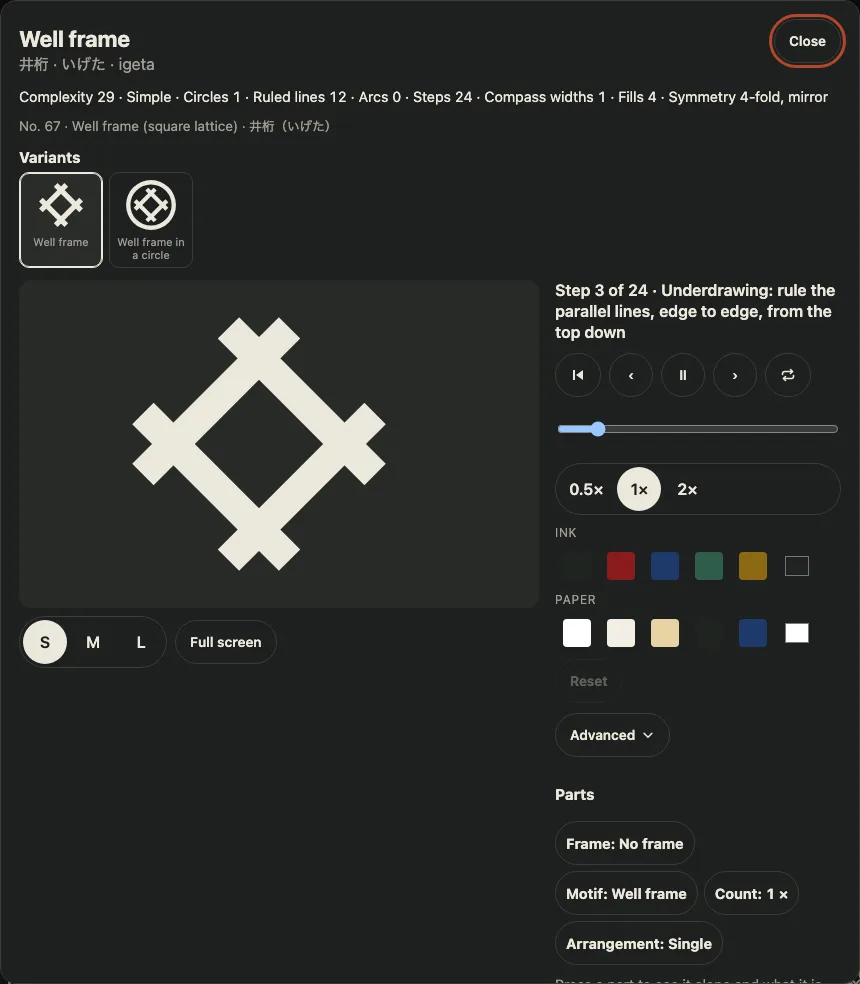 Well frame
Close
井桁 · いげた · igeta
Complexity 29 · Simple · Circles 1 · Ruled lines 12 · Arcs 0 · Steps 24 · Compass widths 1 · Fills 4 · Symmetry 4-fold, mirror
No. 67 · Well frame (square lattice) · 井桁（いげた）
Variants
Well frame
Well frame in
a circle
Step 3 of 24 · Underdrawing: rule the
parallel lines, edge to edge, from the
top down
0.5×
1×
2×
INK
PAPER
S
M
L
Full screen
Reset
Advanced
Parts
Frame: No frame
Motif: Well frame
Count: 1 ×
Arrangement: Single